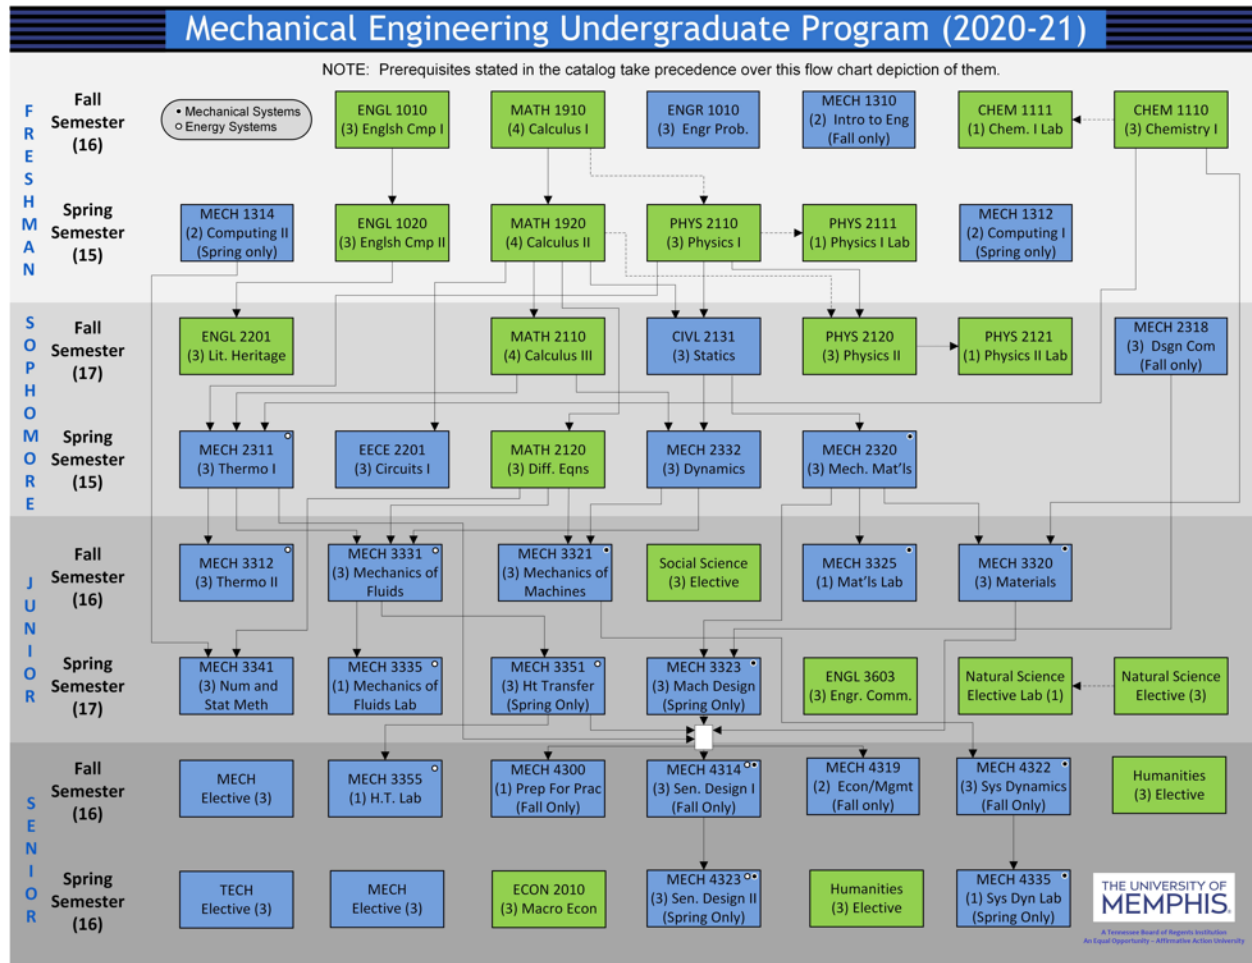 Mechanical Engineering Undergraduate Program (2020-21)
NOTE: Prerequisites stated in the catalog take precedence over this flow chart depiction of them.
FRESHMAN
Fall
Semester
(16)
• Mechanical Systems
○ Energy Systems
ENGL 1010
(3) Englsh Cmp I
MATH 1910
(4) Calculus I
ENGR 1010
(3) Engr Prob.
MECH 1310
(2) Intro to Eng
(Fall only)
CHEM 1111
(1) Chem. I Lab
CHEM 1110
(3) Chemistry I
Spring
Semester
(15)
MECH 1314
(2) Computing II
(Spring only)
ENGL 1020
(3) Englsh Cmp II
MATH 1920
(4) Calculus II
PHYS 2110
(3) Physics I
PHYS 2111
(1) Physics I Lab
MECH 1312
(2) Computing I
(Spring only)
SOPHOMORE
Fall
Semester
(17)
ENGL 2201
(3) Lit. Heritage
MATH 2110
(4) Calculus III
CIVL 2131
(3) Statics
PHYS 2120
(3) Physics II
PHYS 2121
(1) Physics II Lab
MECH 2318
(3) Dsgn Com
(Fall only)
Spring
Semester
(15)
MECH 2311
(3) Thermo I
EECE 2201
(3) Circuits I
MATH 2120
(3) Diff. Eqns
MECH 2332
(3) Dynamics
MECH 2320
(3) Mech. Mat'ls
JUNIOR
Fall
Semester
(16)
MECH 3312
(3) Thermo II
MECH 3331
(3) Mechanics of
Fluids
MECH 3321
(3) Mechanics of
Machines
Social Science
(3) Elective
MECH 3325
(1) Mat'ls Lab
MECH 3320
(3) Materials
Spring
Semester
(17)
MECH 3341
(3) Num and
Stat Meth
MECH 3335
(1) Mechanics of
Fluids Lab
MECH 3351
(3) Ht Transfer
(Spring Only)
MECH 3323
(3) Mach Design
(Spring Only)
ENGL 3603
(3) Engr. Comm.
Natural Science
Elective Lab (1)
Natural Science
Elective (3)
SENIOR
Fall
Semester
(16)
MECH
Elective (3)
MECH 3355
(1) H.T. Lab
MECH 4300
(1) Prep For Prac
(Fall Only)
MECH 4314
(3) Sen. Design I
(Fall Only)
MECH 4319
(2) Econ/Mgmt
(Fall only)
MECH 4322
(3) Sys Dynamics
(Fall Only)
Humanities
(3) Elective
Spring
Semester
(16)
TECH
Elective (3)
MECH
Elective (3)
ECON 2010
(3) Macro Econ
MECH 4323
(3) Sen. Design II
(Spring Only)
Humanities
(3) Elective
MECH 4335
(1) Sys Dyn Lab
(Spring Only)
THE UNIVERSITY OF
MEMPHIS.
A Tennessee Board of Regents Institution
An Equal Opportunity – Affirmative Action University